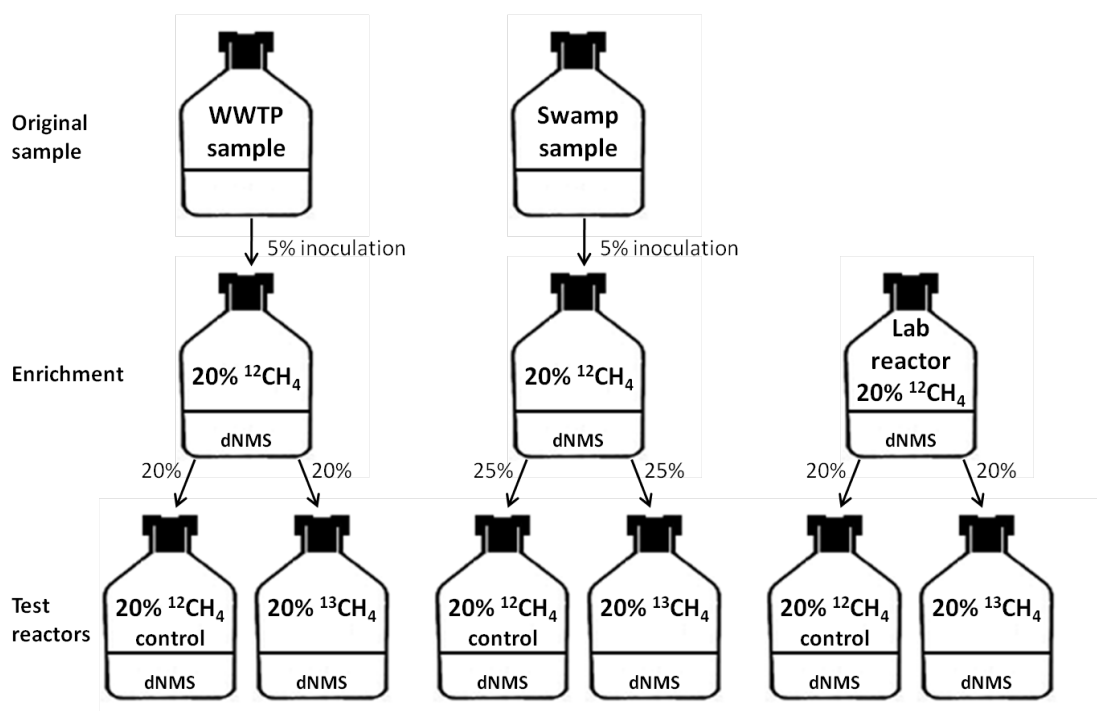 Original
sample
WWTP
sample
Swamp
sample
5% inoculation
5% inoculation
Enrichment
20% ¹²CH₄
dNMS
20% ¹²CH₄
dNMS
Lab
reactor
20% ¹²CH₄
dNMS
20%
20%
25%
25%
20%
20%
Test
reactors
20% ¹²CH₄
control
dNMS
20% ¹³CH₄
dNMS
20% ¹²CH₄
control
dNMS
20% ¹³CH₄
dNMS
20% ¹²CH₄
control
dNMS
20% ¹³CH₄
dNMS